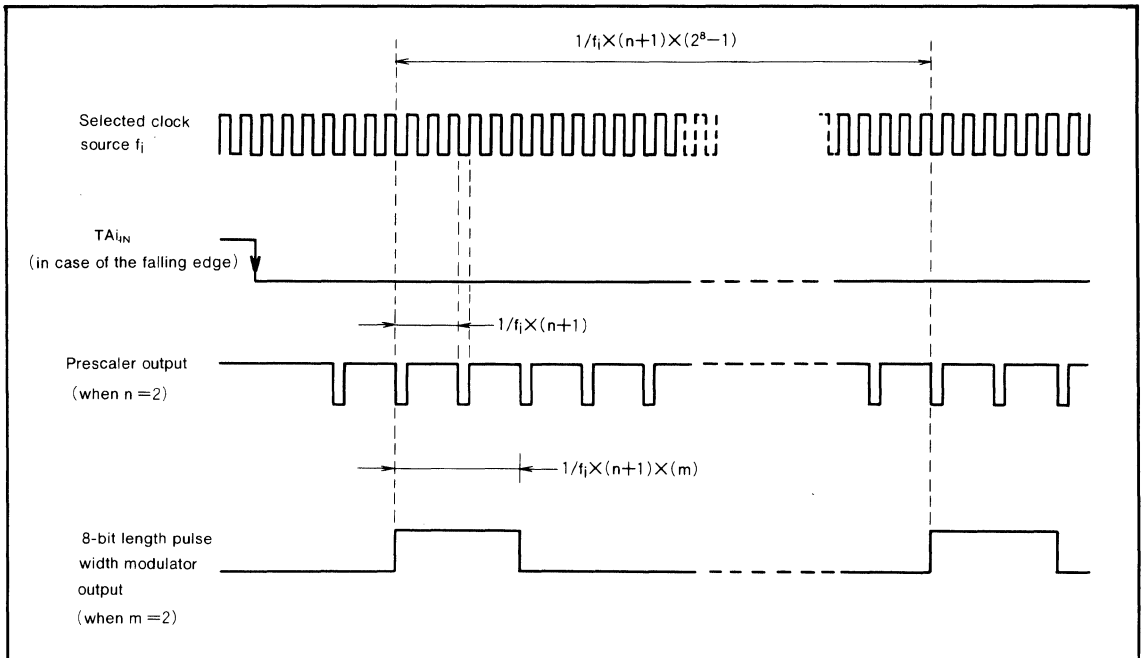 1/fᵢ×(n+1)×(2⁸−1)
Selected clock
source fᵢ
TAiIN
(in case of the falling edge)
1/fᵢ×(n+1)
Prescaler output
(when n=2)
1/fᵢ×(n+1)×(m)
8-bit length pulse
width modulator
output
(when m=2)